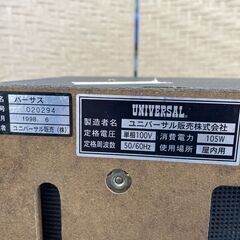 名称 バーサス
020294
1998. 6
ユニバーサル販売(株)
UNIVERSAL
製造者名 ユニバーサル販売株式会社
定格電圧 単相100V 消費電力 105W
定格周波数 50/60Hz 使用場所 屋内用